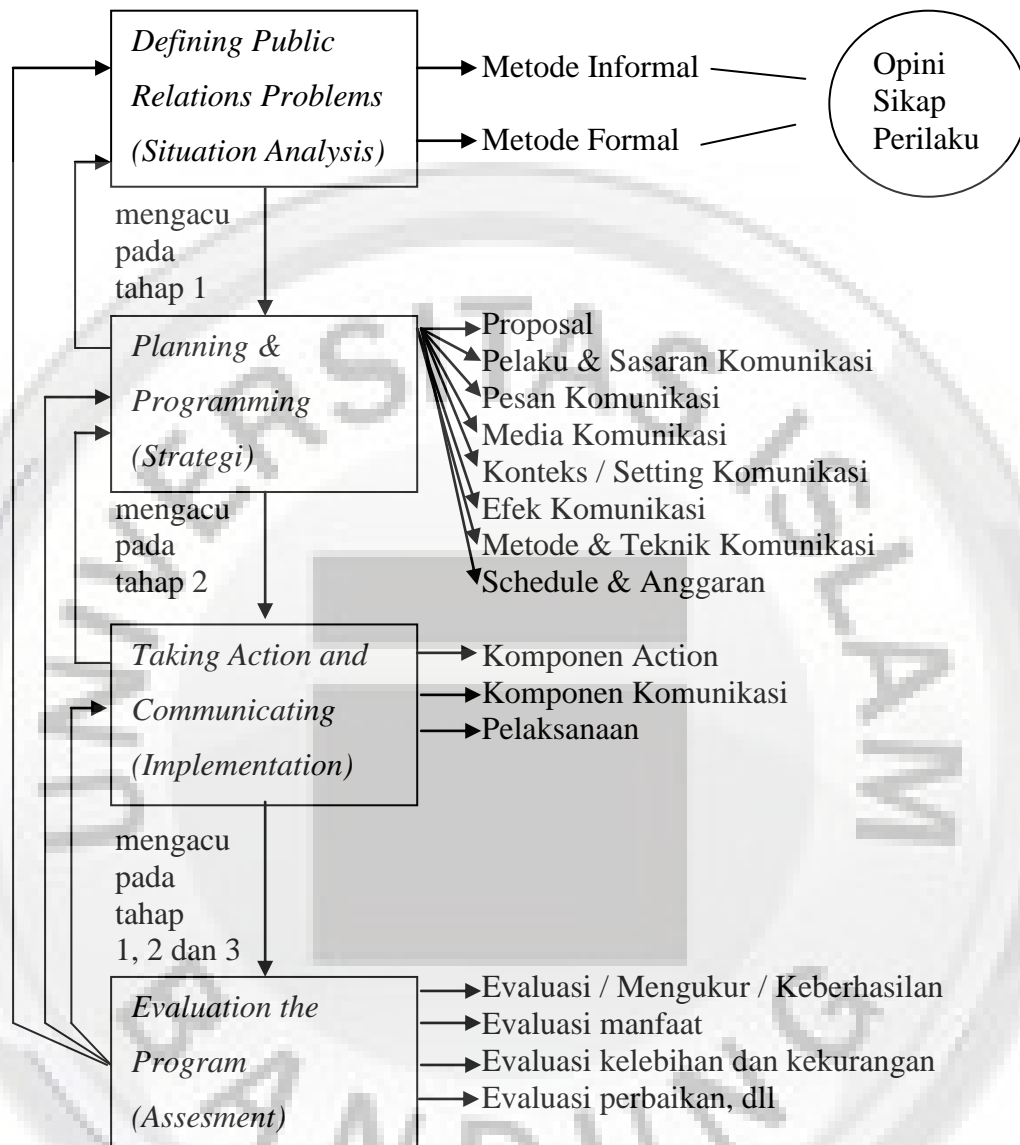 Defining Public
Relations Problems
(Situation Analysis)
Metode Informal
Metode Formal
Opini
Sikap
Perilaku
mengacu
pada
tahap 1
Planning &
Programming
(Strategi)
Proposal
Pelaku & Sasaran Komunikasi
Pesan Komunikasi
Media Komunikasi
Konteks / Setting Komunikasi
Efek Komunikasi
Metode & Teknik Komunikasi
Schedule & Anggaran
mengacu
pada
tahap 2
Taking Action and
Communicating
(Implementation)
Komponen Action
Komponen Komunikasi
Pelaksanaan
mengacu
pada
tahap
1, 2 dan 3
Evaluation the
Program
(Assesment)
Evaluasi / Mengukur / Keberhasilan
Evaluasi manfaat
Evaluasi kelebihan dan kekurangan
Evaluasi perbaikan, dll
UNIVERSITAS ISLAM
BANDUNG